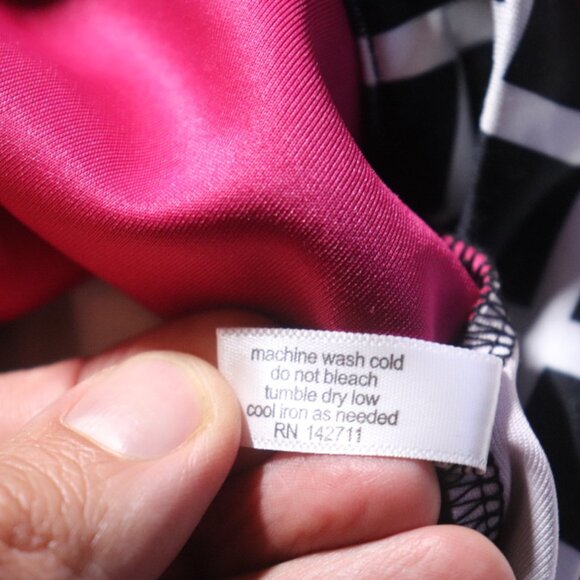 machine wash cold
do not bleach
tumble dry low
cool iron as needed
RN 142711